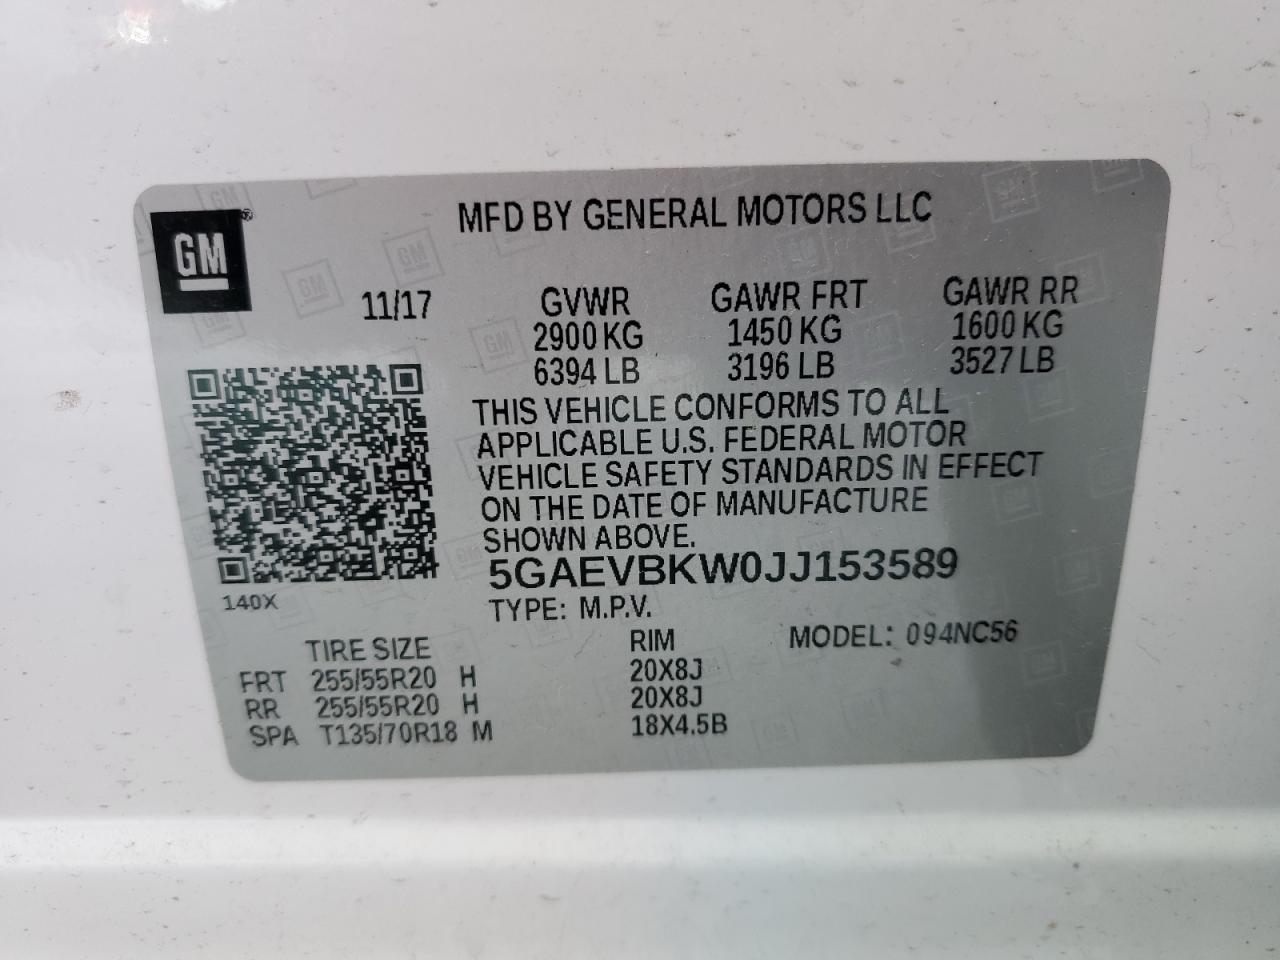 MFD BY GENERAL MOTORS LLC
GM ®
11/17 GVWR GAWR FRT GAWR RR
2900 KG 1450 KG 1600 KG
6394 LB 3196 LB 3527 LB
THIS VEHICLE CONFORMS TO ALL
APPLICABLE U.S. FEDERAL MOTOR
VEHICLE SAFETY STANDARDS IN EFFECT
ON THE DATE OF MANUFACTURE
SHOWN ABOVE.
5GAEVBKW0JJ153589
140X
TYPE: M.P.V.
TIRE SIZE RIM MODEL: 094NC56
FRT 255/55R20 H 20X8J
RR 255/55R20 H 20X8J
SPA T135/70R18 M 18X4.5B